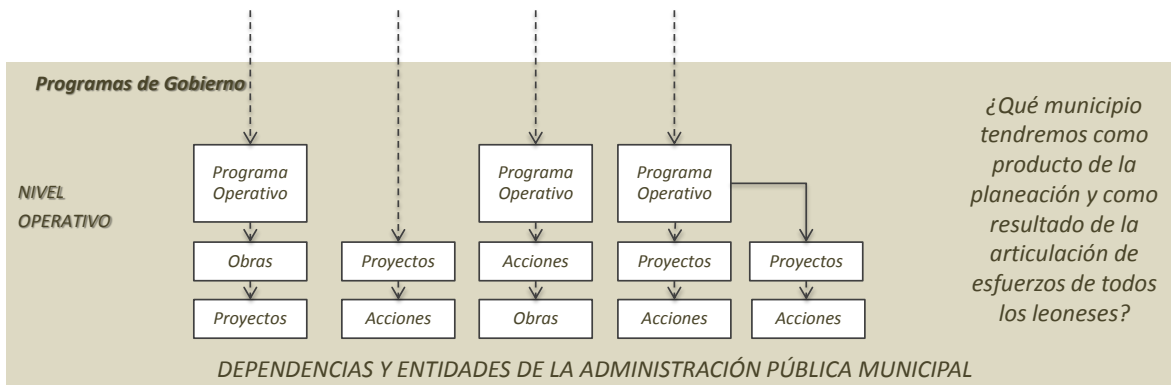 Programas de Gobierno
NIVEL
OPERATIVO
Programa
Operativo
Programa
Operativo
Programa
Operativo
Obras
Proyectos
Acciones
Proyectos
Proyectos
Proyectos
Acciones
Obras
Acciones
Acciones
¿Qué municipio
tendremos como
producto de la
planeación y como
resultado de la
articulación de
esfuerzos de todos
los leoneses?
DEPENDENCIAS Y ENTIDADES DE LA ADMINISTRACIÓN PÚBLICA MUNICIPAL